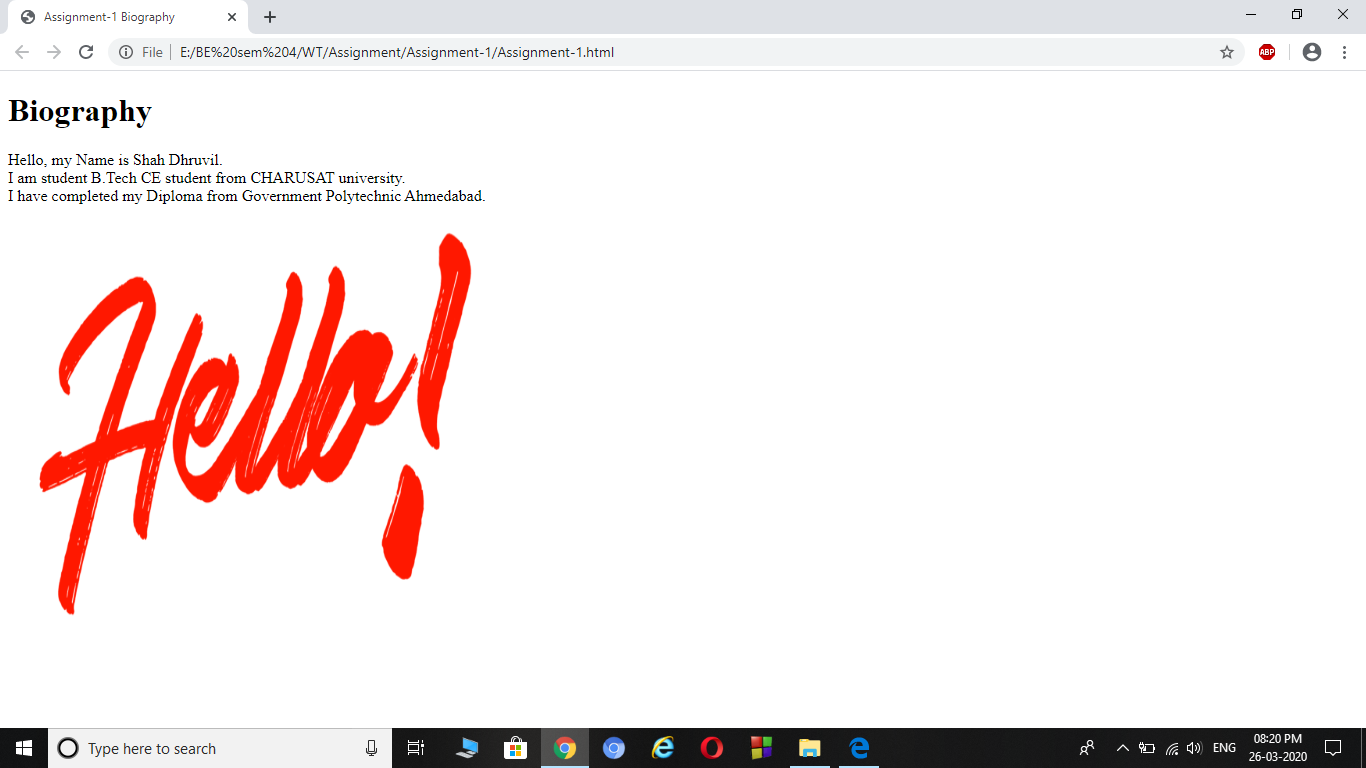 Assignment-1 Biography
File
E:/BE%20sem%204/WT/Assignment/Assignment-1/Assignment-1.html
ABP
Biography
Hello, my Name is Shah Dhruvil.
I am student B.Tech CE student from CHARUSAT university.
I have completed my Diploma from Government Polytechnic Ahmedabad.
Hello!
Type here to search
ENG
08:20 PM
26-03-2020